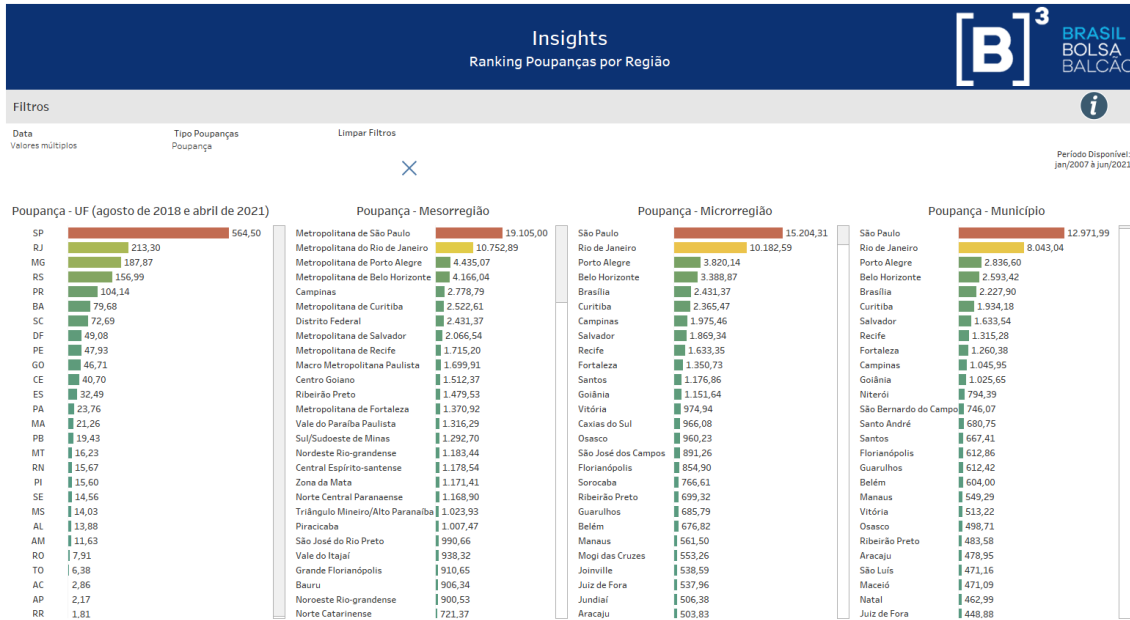 Insights
Ranking Poupanças por Região
[B]³
BRASIL
BOLSA
BALCÃO
Filtros
i
Data
Valores múltiplos
Tipo Poupanças
Poupança
Limpar Filtros
Período Disponível:
jan/2007 à jun/2021
Poupança - UF (agosto de 2018 e abril de 2021)
SP 564,50
RJ 213,30
MG 187,87
RS 156,99
PR 104,14
BA 79,68
SC 72,69
DF 49,08
PE 47,93
GO 46,71
CE 40,70
ES 32,49
PA 23,76
MA 21,26
PB 19,43
MT 16,23
RN 15,67
PI 15,60
SE 14,56
MS 14,03
AL 13,88
AM 11,63
RO 7,91
TO 6,38
AC 2,86
AP 2,17
RR 1,81
Poupança - Mesorregião
Metropolitana de São Paulo 19.105,00
Metropolitana do Rio de Janeiro 10.752,89
Metropolitana de Porto Alegre 4.435,07
Metropolitana de Belo Horizonte 4.166,04
Campinas 2.778,79
Metropolitana de Curitiba 2.522,61
Distrito Federal 2.431,37
Metropolitana de Salvador 2.066,54
Metropolitana de Recife 1.715,20
Macro Metropolitana Paulista 1.699,91
Centro Goiano 1.512,37
Ribeirão Preto 1.479,53
Metropolitana de Fortaleza 1.370,92
Vale do Paraíba Paulista 1.316,29
Sul/Sudoeste de Minas 1.292,70
Nordeste Rio-grandense 1.183,44
Central Espírito-santense 1.178,54
Zona da Mata 1.171,41
Norte Central Paranaense 1.168,90
Triângulo Mineiro/Alto Paranaíba 1.023,93
Piracicaba 1.007,47
São José do Rio Preto 990,66
Vale do Itajaí 938,32
Grande Florianópolis 910,65
Bauru 906,34
Noroeste Rio-grandense 900,53
Norte Catarinense 721,37
Poupança - Microrregião
São Paulo 15.204,31
Rio de Janeiro 10.182,59
Porto Alegre 3.820,14
Belo Horizonte 3.388,87
Brasília 2.431,37
Curitiba 2.365,47
Campinas 1.975,46
Salvador 1.869,34
Recife 1.633,35
Fortaleza 1.350,73
Santos 1.176,86
Goiânia 1.151,64
Vitória 974,94
Caxias do Sul 966,08
Osasco 960,23
São José dos Campos 891,26
Florianópolis 854,90
Sorocaba 766,61
Ribeirão Preto 699,32
Guarulhos 685,79
Belém 676,82
Manaus 561,50
Mogi das Cruzes 553,26
Joinville 538,59
Juiz de Fora 537,96
Jundiaí 506,38
Aracaju 503,83
Poupança - Município
São Paulo 12.971,99
Rio de Janeiro 8.043,04
Porto Alegre 2.836,60
Belo Horizonte 2.593,42
Brasília 2.227,90
Curitiba 1.934,18
Salvador 1.633,54
Recife 1.315,28
Fortaleza 1.260,38
Campinas 1.045,95
Goiânia 1.025,65
Niterói 794,39
São Bernardo do Campo 746,07
Santo André 680,75
Santos 667,41
Florianópolis 612,86
Guarulhos 612,42
Belém 604,00
Manaus 549,29
Vitória 513,22
Osasco 498,71
Ribeirão Preto 483,58
Aracaju 478,95
São Luís 471,16
Maceió 471,09
Natal 462,99
Juiz de Fora 448,88